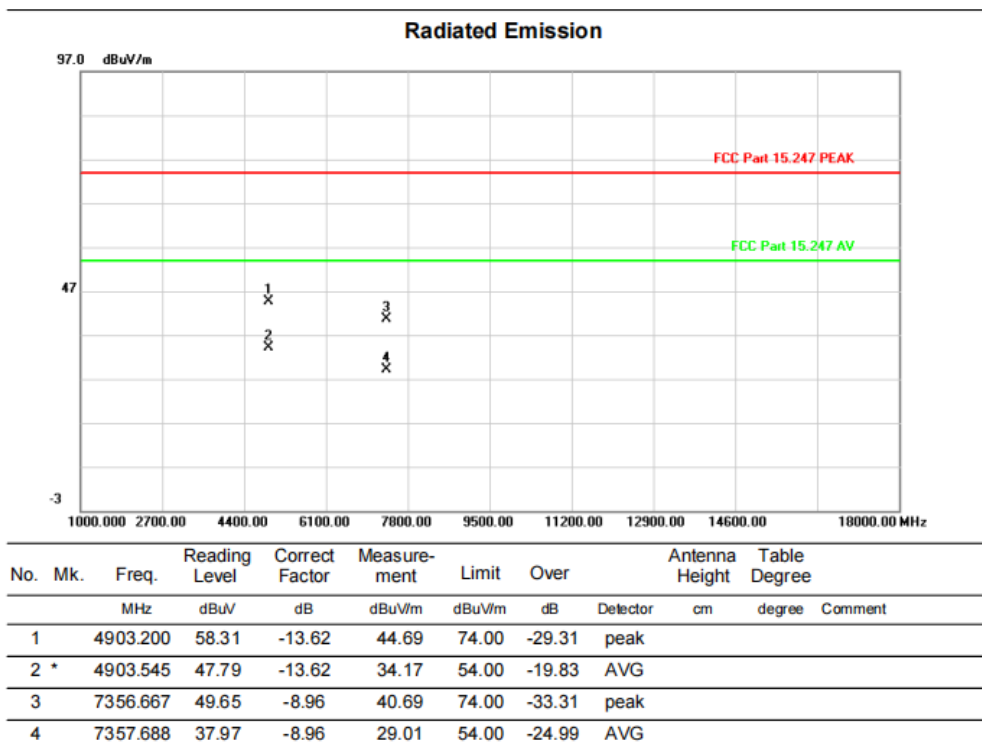 Radiated Emission
97.0 dBuV/m
FCC Part 15.247 PEAK
FCC Part 15.247 AV
47
1
3
2
4
-3
1000.000 2700.00 4400.00 6100.00 7800.00 9500.00 11200.00 12900.00 14600.00 18000.00 MHz
No. Mk. Freq. Reading Level Correct Factor Measure-ment Limit Over Antenna Height Table Degree
MHz dBuV dB dBuV/m dBuV/m dB Detector cm degree Comment
1 4903.200 58.31 -13.62 44.69 74.00 -29.31 peak
2 * 4903.545 47.79 -13.62 34.17 54.00 -19.83 AVG
3 7356.667 49.65 -8.96 40.69 74.00 -33.31 peak
4 7357.688 37.97 -8.96 29.01 54.00 -24.99 AVG